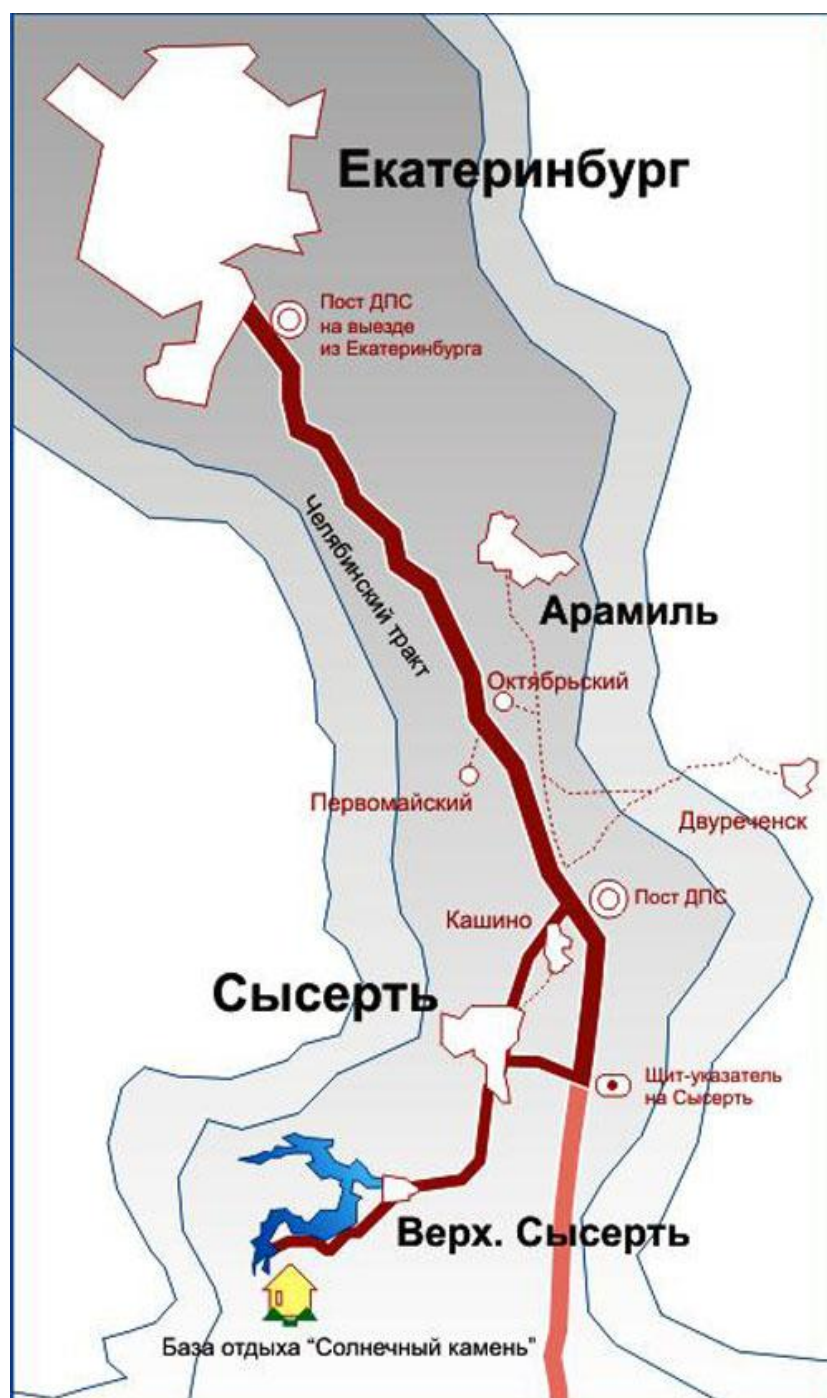 Екатеринбург
Пост ДПС
на выезде
из Екатеринбурга
Челябинский тракт
Арамиль
Октябрьский
Первомайский
Двуреченск
Пост ДПС
Кашино
Сысерть
Щит-указатель
на Сысерть
Верх. Сысерть
База отдыха "Солнечный камень"